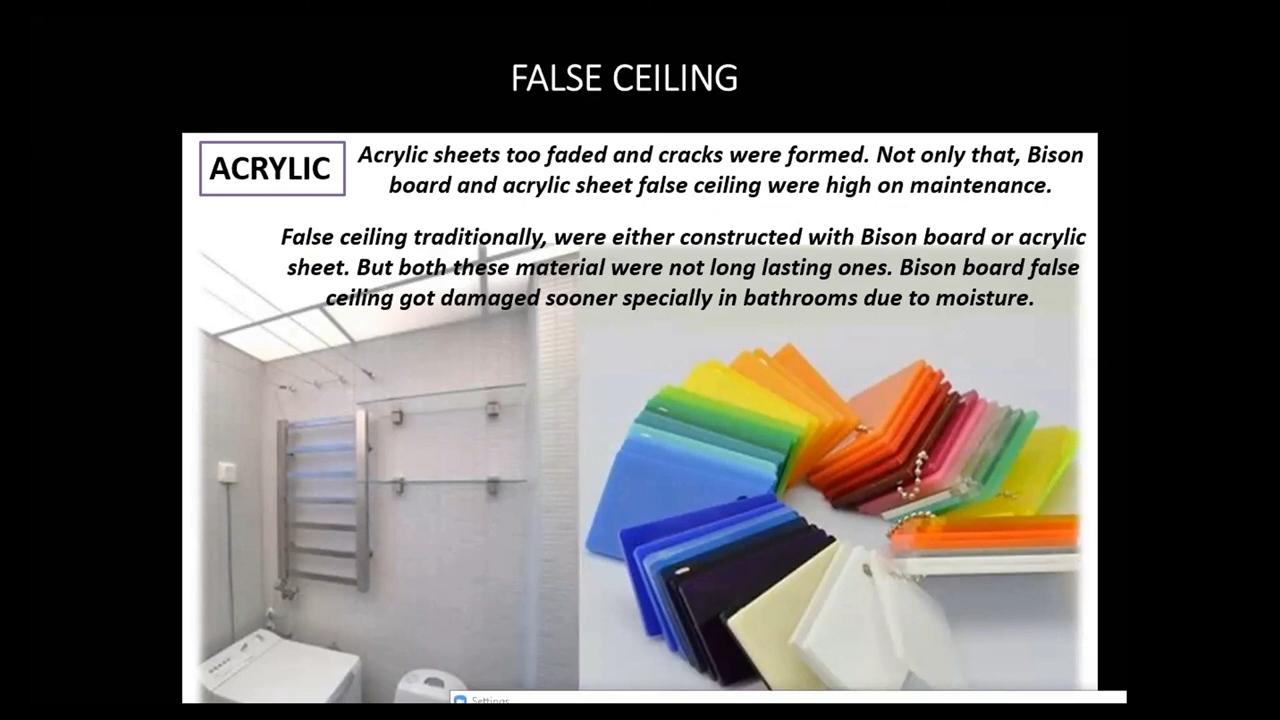 FALSE CEILING
ACRYLIC
Acrylic sheets too faded and cracks were formed. Not only that, Bison
board and acrylic sheet false ceiling were high on maintenance.
False ceiling traditionally, were either constructed with Bison board or acrylic
sheet. But both these material were not long lasting ones. Bison board false
ceiling got damaged sooner specially in bathrooms due to moisture.
Settings